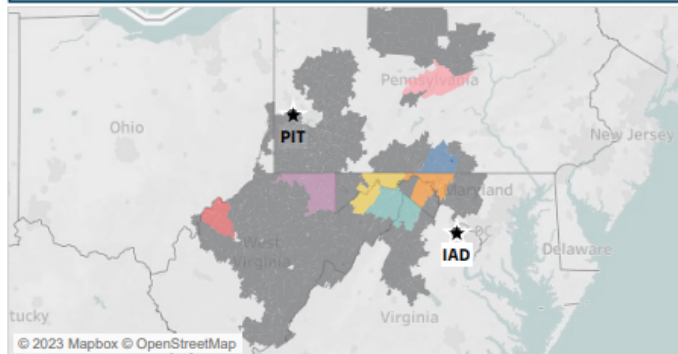 Pennsylvania
Ohio
PIT
New Jersey
Maryland
West
Virginia
DC
IAD
Delaware
Virginia
tucky
© 2023 Mapbox © OpenStreetMap